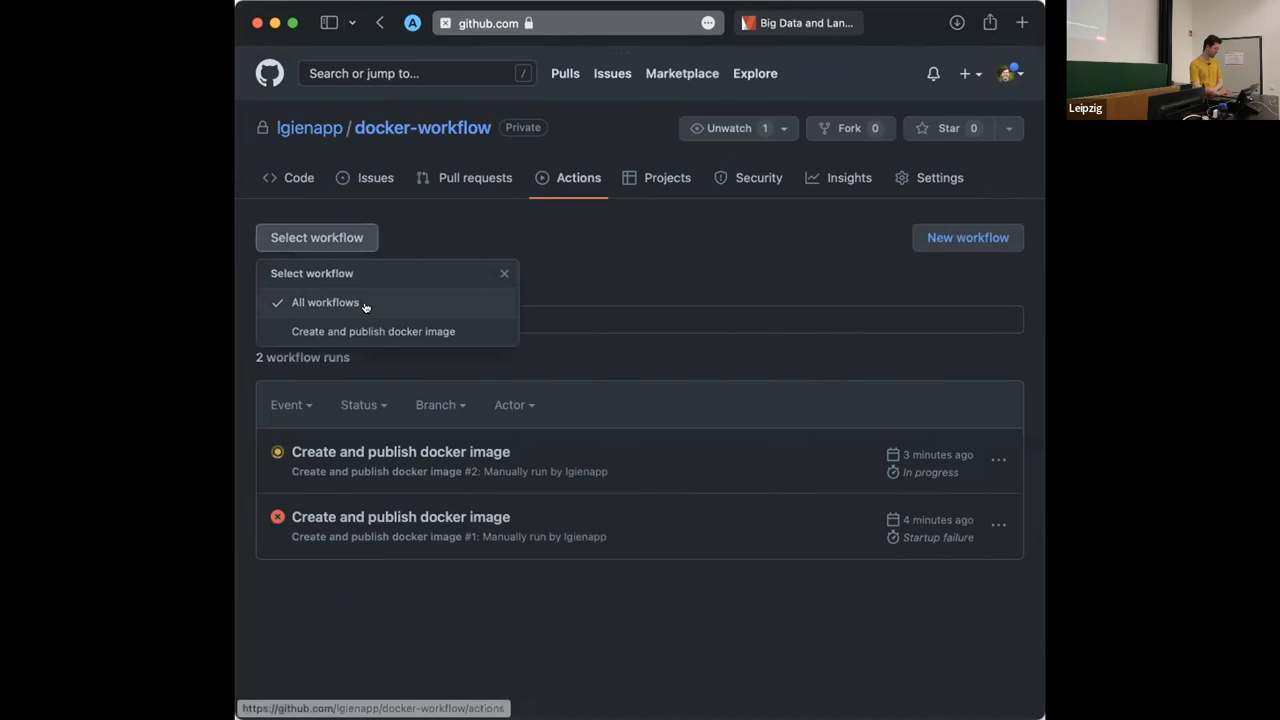 github.com
Big Data and Lan...
Search or jump to...
/
Pulls
Issues
Marketplace
Explore
lgienapp / docker-workflow
Private
Unwatch 1
Fork 0
Star 0
Code
Issues
Pull requests
Actions
Projects
Security
Insights
Settings
Select workflow
New workflow
Select workflow
All workflows
Create and publish docker image
2 workflow runs
Event
Status
Branch
Actor
Create and publish docker image
Create and publish docker image #2: Manually run by lgienapp
3 minutes ago
In progress
Create and publish docker image
Create and publish docker image #1: Manually run by lgienapp
4 minutes ago
Startup failure
https://github.com/lgienapp/docker-workflow/actions
Leipzig